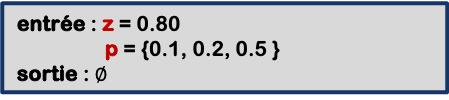 entrée : z = 0.80
p = {0.1, 0.2, 0.5 }
sortie : ∅